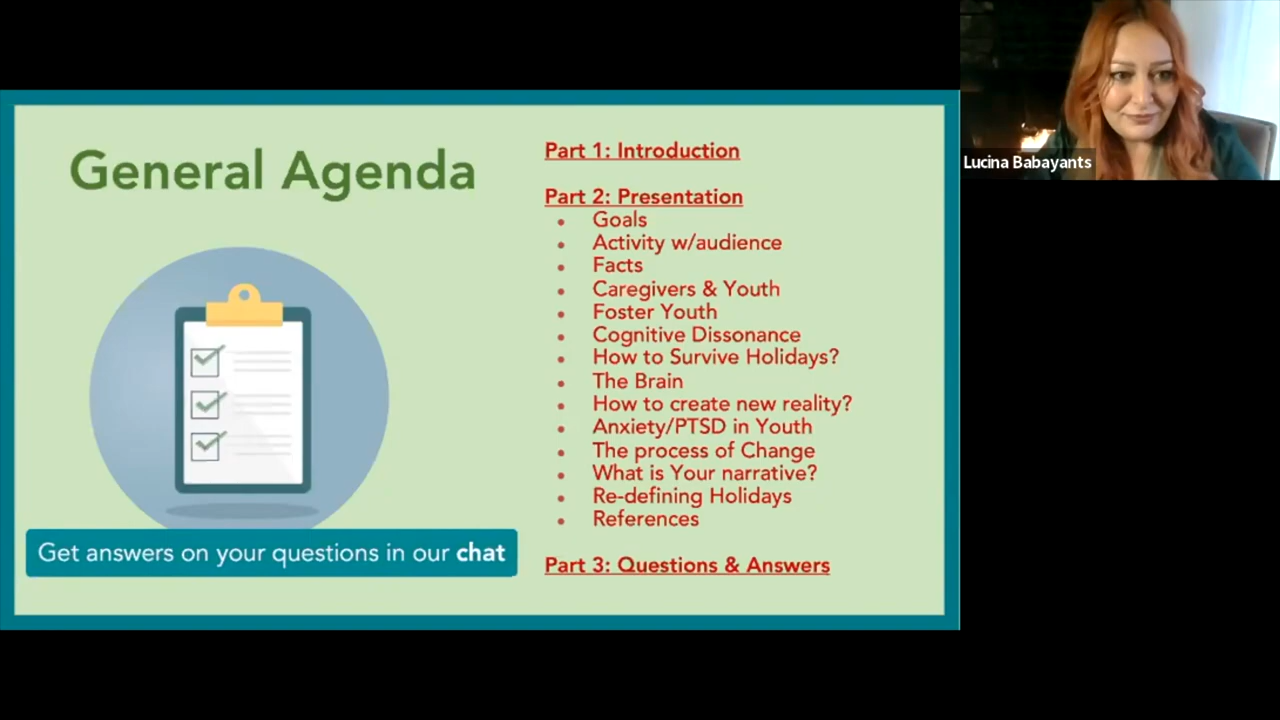 General Agenda
Get answers on your questions in our chat
Part 1: Introduction
Part 2: Presentation
• Goals
• Activity w/audience
• Facts
• Caregivers & Youth
• Foster Youth
• Cognitive Dissonance
• How to Survive Holidays?
• The Brain
• How to create new reality?
• Anxiety/PTSD in Youth
• The process of Change
• What is Your narrative?
• Re-defining Holidays
• References
Part 3: Questions & Answers
Lucina Babayants